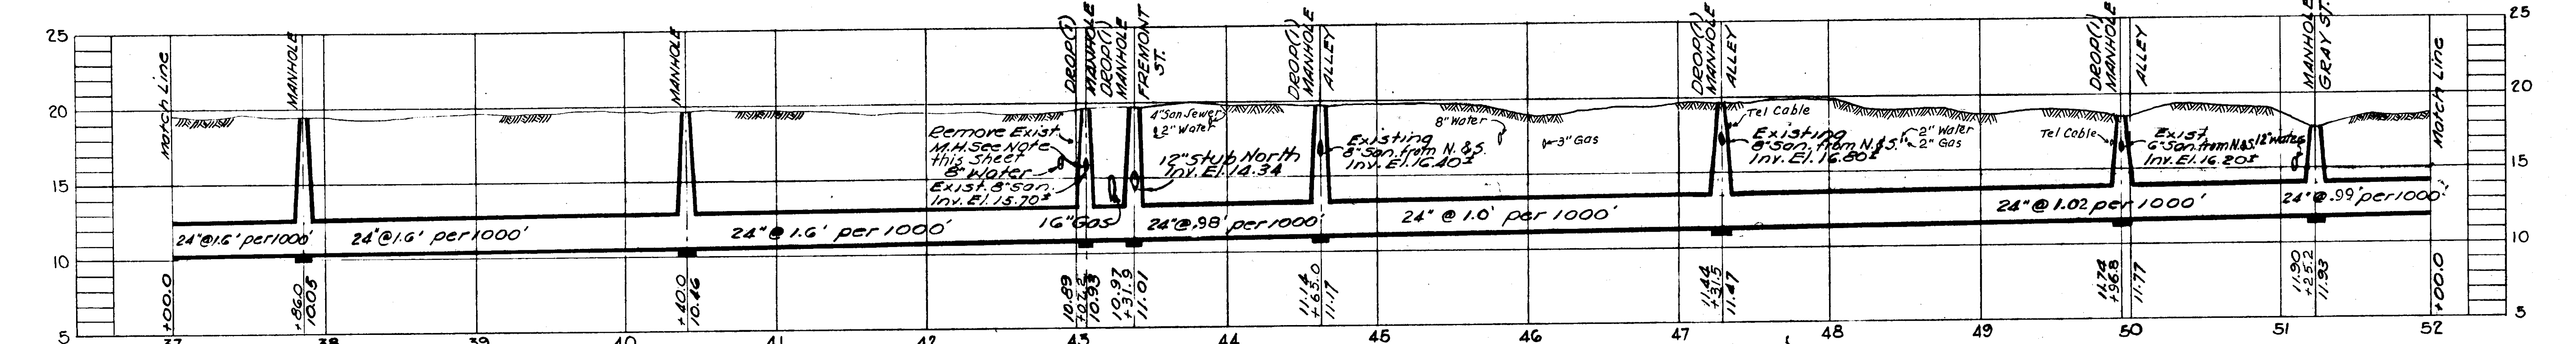 25
20
15
10
5
Match Line
MANHOLE
MANHOLE
DROP(1)
MANHOLE
DROP(1)
MANHOLE
FREMONT
ST.
DROP(1)
MANHOLE
ALLEY
DROP(1)
MANHOLE
ALLEY
DROP(1)
MANHOLE
ALLEY
MANHOLE
GRAY ST.
Match Line
25
20
15
10
5
Remove Exist.
M.H. See Note
this Sheet
8" Water
Exist. 8" San.
Inv. El. 15.70±
4" San Sewer
2" Water
12" Stub North
Inv. El. 14.34
16" Gas
Existing
8" San. from N. & S.
Inv. El. 16.40±
8" Water
3" Gas
Tel Cable
Existing
8" San. from N. & S.
Inv. El. 16.80±
2" Water
2" Gas
Tel Cable
Exist.
6" San. from N. & S.
Inv. El. 16.20±
12" Water
24" @ 1.6' per 1000'
24" @ 1.6' per 1000'
24" @ 1.6' per 1000'
24" @ .98' per 1000'
24" @ 1.0' per 1000'
24" @ 1.02 per 1000'
24" @ .99' per 1000'
+00.0
+86.0
10.05
+40.0
10.46
10.89
10.93
10.97
+31.9
11.01
11.14
+65.0
11.17
11.44
+31.5
11.47
11.74
+96.8
11.77
11.90
+25.2
11.93
+00.0
37
38
39
40
41
42
43
44
45
46
47
48
49
50
51
52